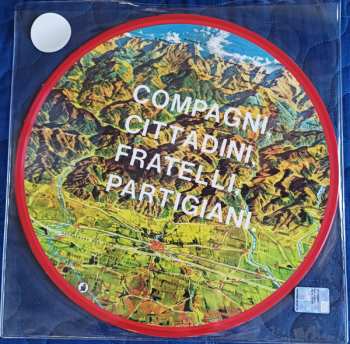 COMPAGNI,
CITTADINI,
FRATELLI,
PARTIGIANI.